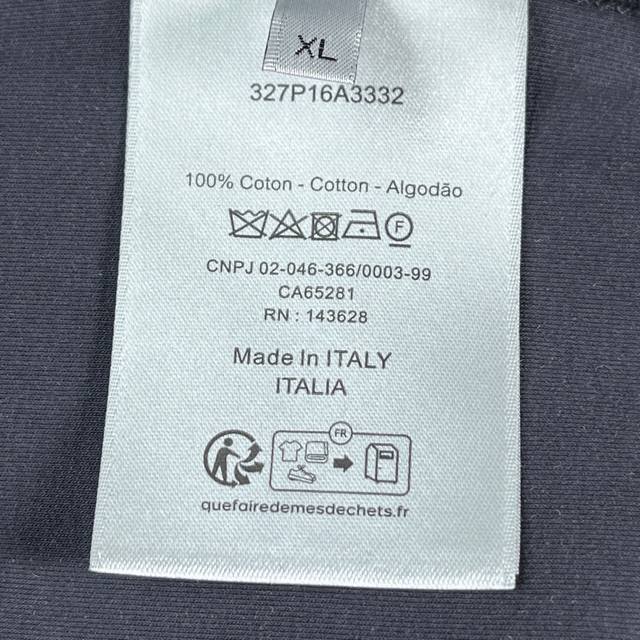 XL
327P16A3332
100% Coton - Cotton - Algodão
F
CNPJ 02-046-366/0003-99
CA65281
RN : 143628
Made In ITALY
ITALIA
FR
quefairedemesdechets.fr